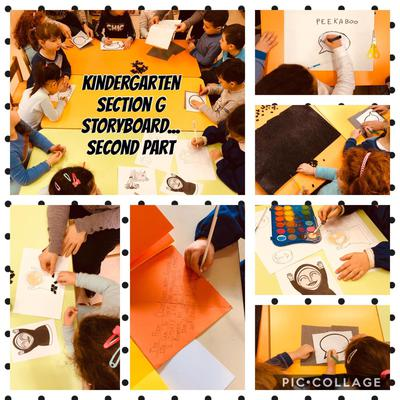 KINDERGARTEN
SECTION G
STORYBOARD...
SECOND PART
PEEKABOO
PIC•COLLAGE